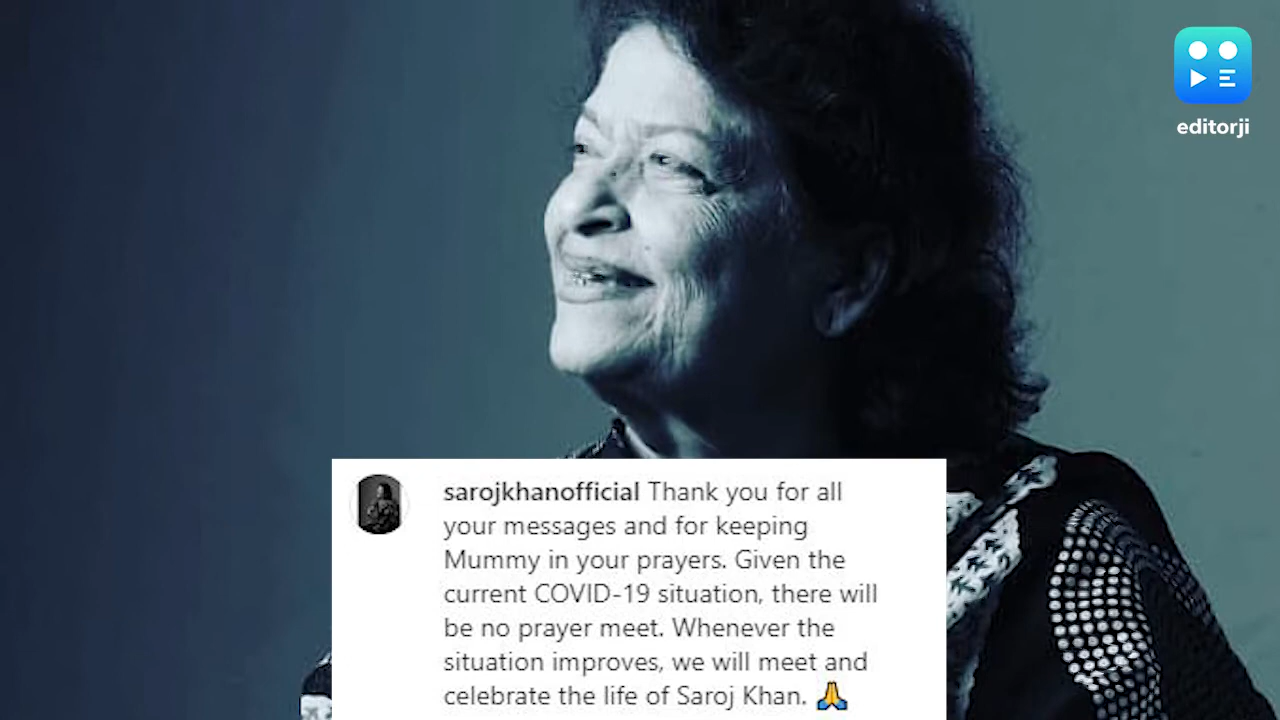 editorji
sarojkhanofficial Thank you for all
your messages and for keeping
Mummy in your prayers. Given the
current COVID-19 situation, there will
be no prayer meet. Whenever the
situation improves, we will meet and
celebrate the life of Saroj Khan. 🙏